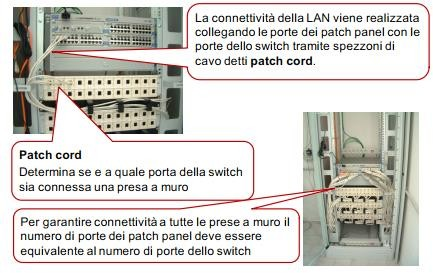 La connettività della LAN viene realizzata
collegando le porte dei patch panel con le
porte dello switch tramite spezzoni di
cavo detti patch cord.
Patch cord
Determina se e a quale porta della switch
sia connessa una presa a muro
Per garantire connettività a tutte le prese a muro il
numero di porte dei patch panel deve essere
equivalente al numero di porte dello switch